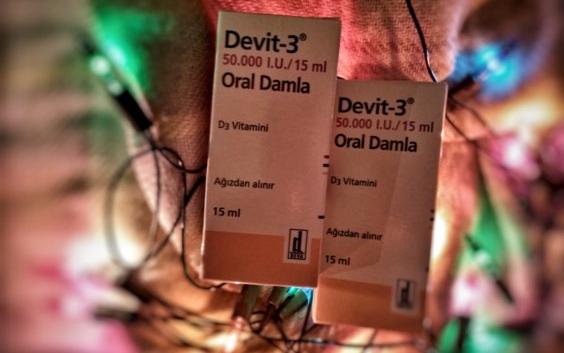 Devit-3®
50.000 I.U./15 ml
Oral Damla
D3 Vitamini
Ağızdan alınır
15 ml
DEVA
Devit-3®
50.000 I.U./15 ml
Oral Damla
D3 Vitamini
Ağızdan alınır
15 ml